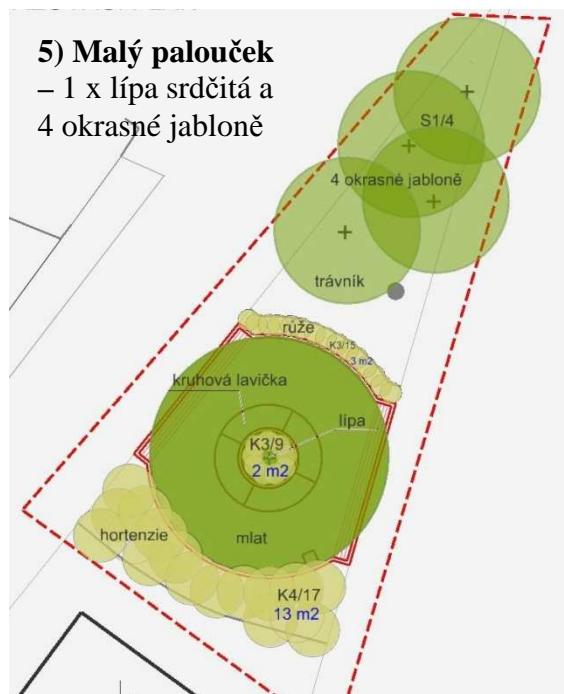 5) Malý palouček
– 1 x lípa srdčitá a
4 okrasné jabloně
S1/4
4 okrasné jabloně
trávník
růže
K3/15
3 m2
kruhová lavička
lípa
K3/9
2 m2
hortenzie
mlat
K4/17
13 m2